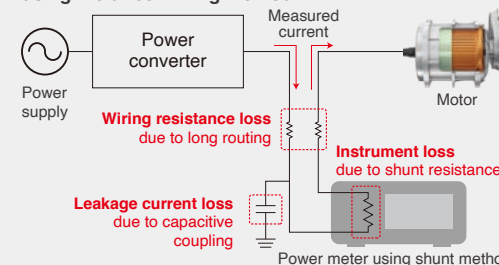 Measured
current
Power
converter
Power
supply
Motor
Wiring resistance loss
due to long routing
Instrument loss
due to shunt resistance
Leakage current loss
due to capacitive
coupling
Power meter using shunt